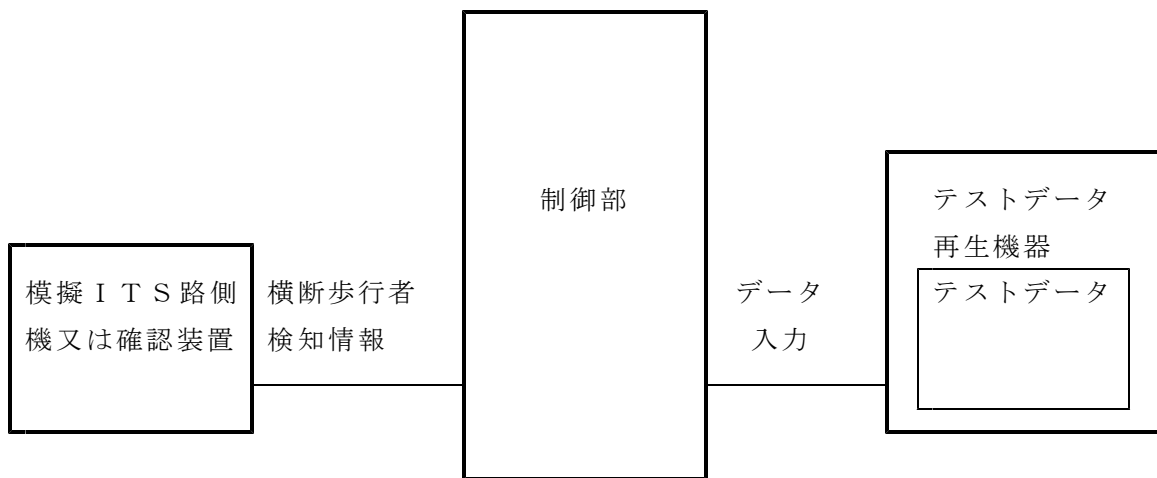 制御部
テストデータ
再生機器
模擬ＩＴＳ路側
機又は確認装置
横断歩行者
検知情報
データ
入力
テストデータ